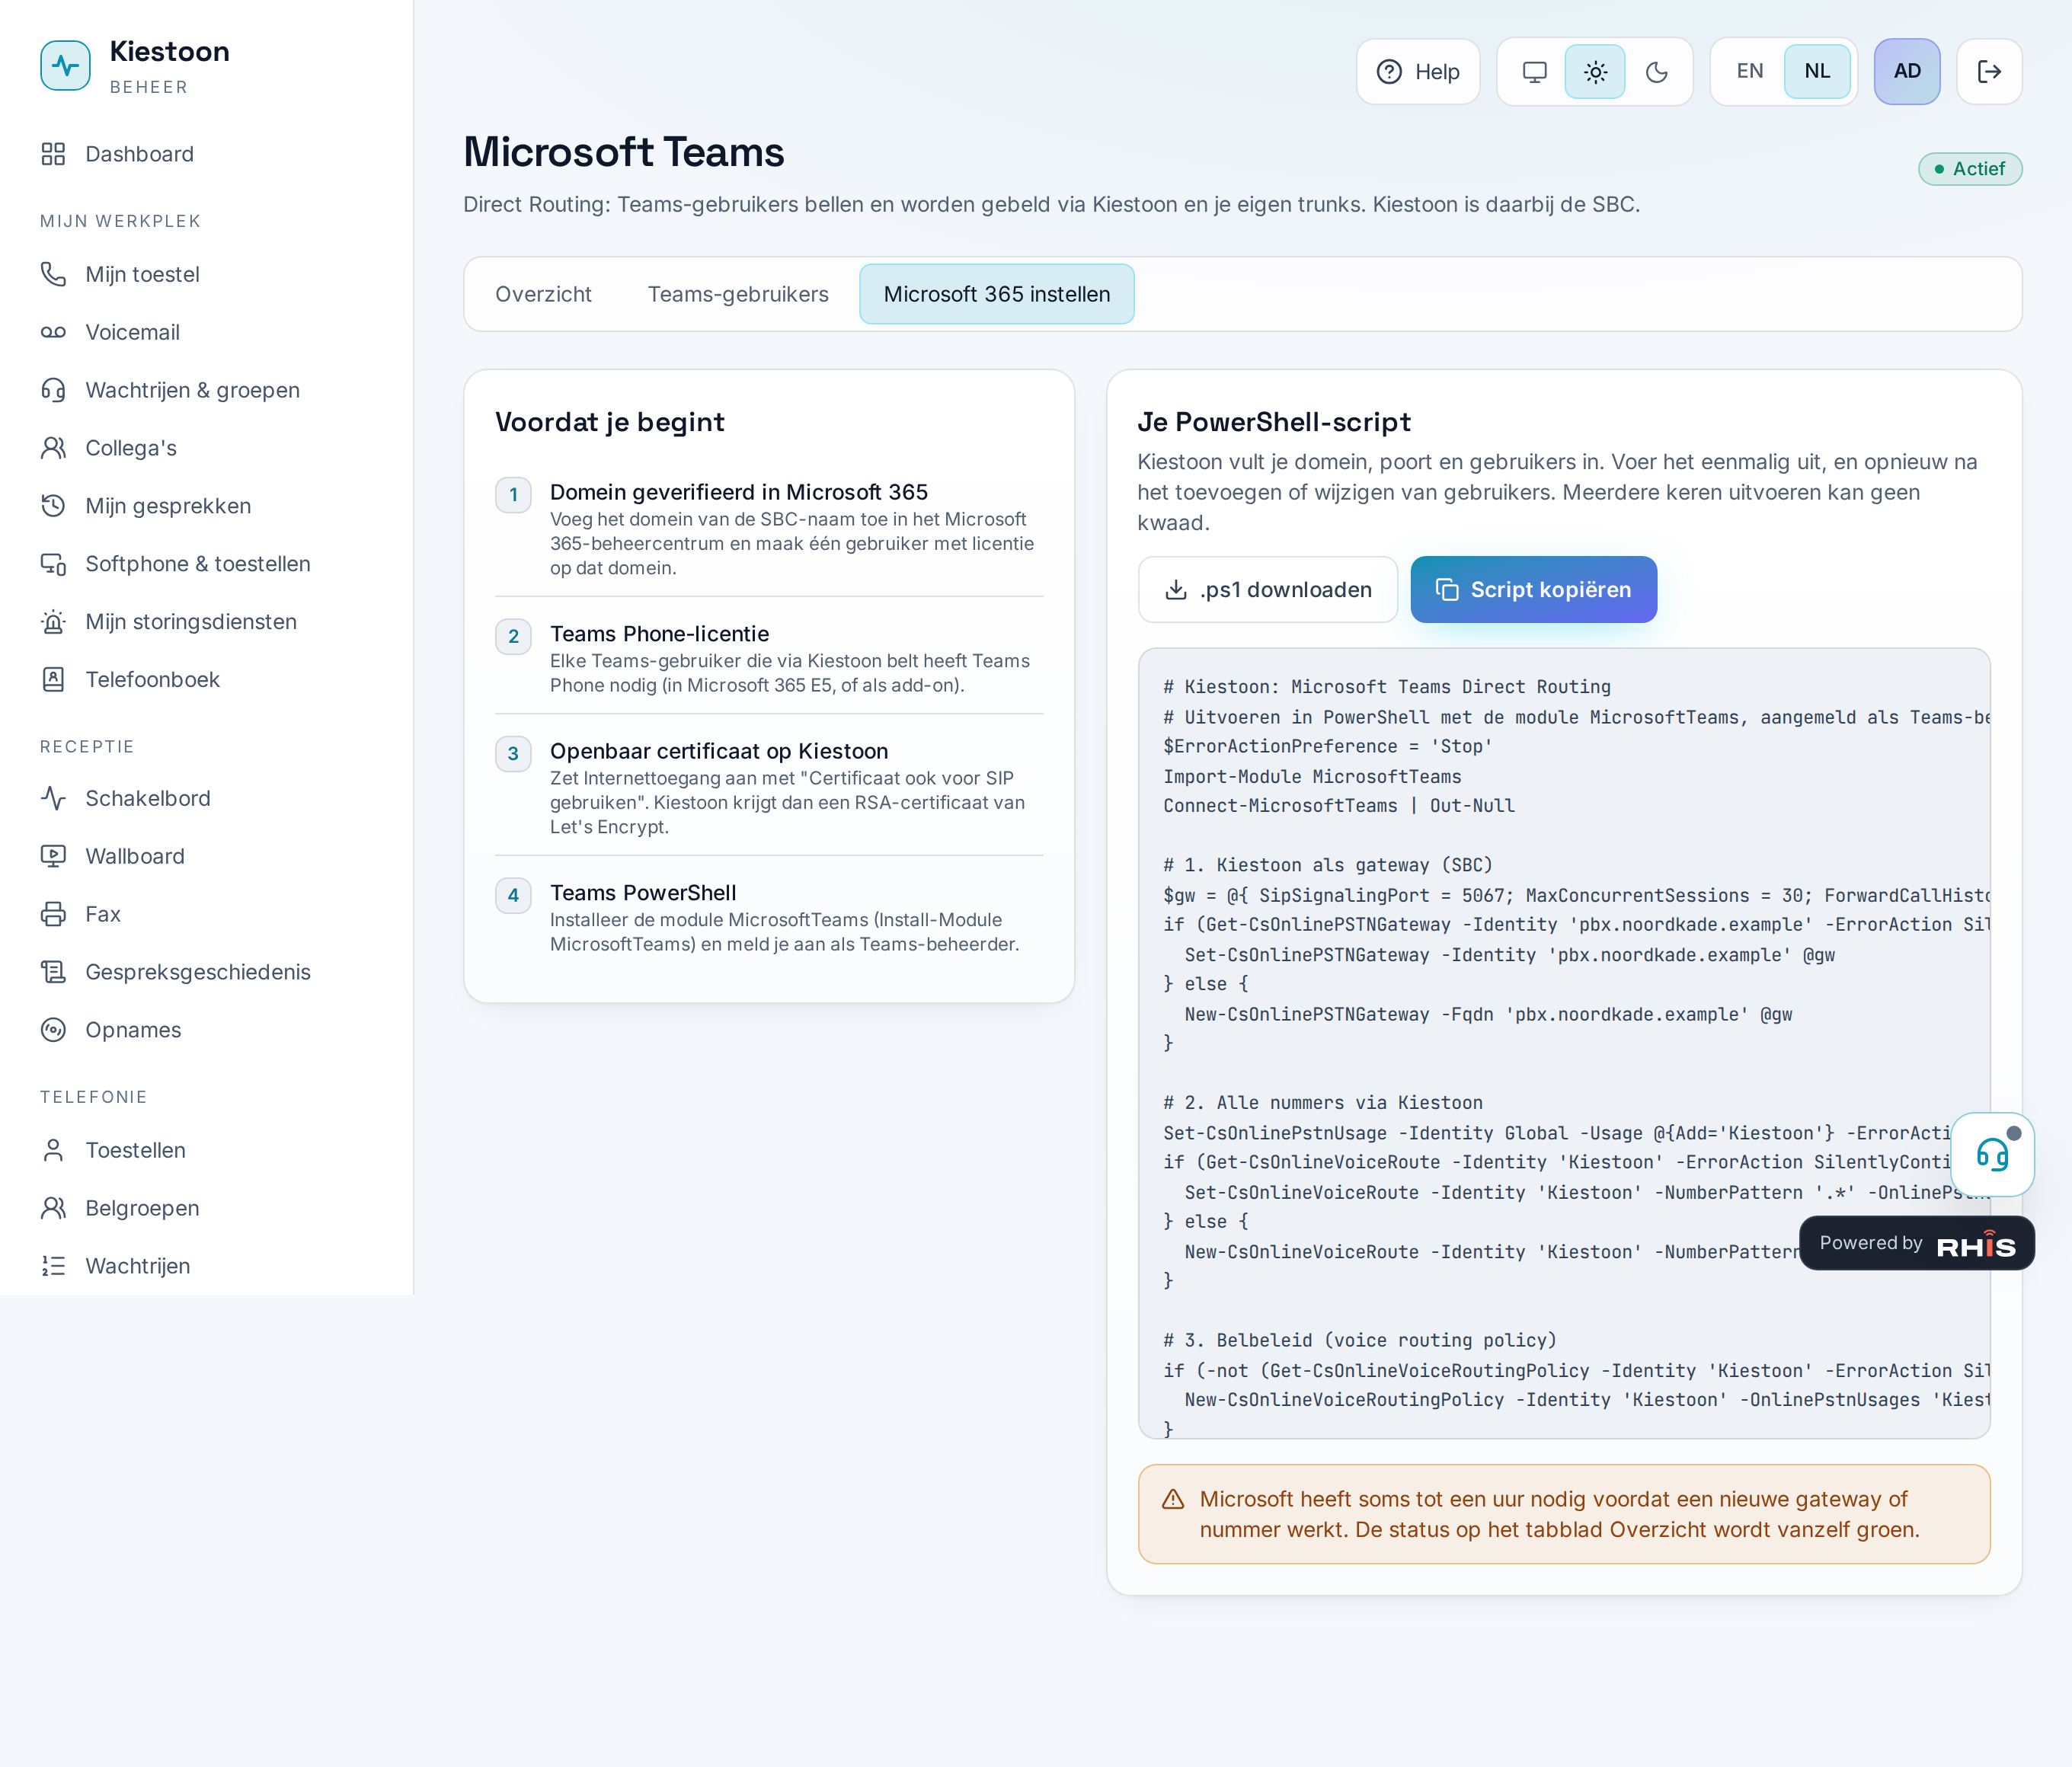 Kiestoon
BEHEER
Dashboard
MIJN WERKPLEK
Mijn toestel
Voicemail
Wachtrijen & groepen
Collega's
Mijn gesprekken
Softphone & toestellen
Mijn storingsdiensten
Telefoonboek
RECEPTIE
Schakelbord
Wallboard
Fax
Gespreksgeschiedenis
Opnames
TELEFONIE
Toestellen
Belgroepen
Wachtrijen
Help
EN
NL
AD
Microsoft Teams
Actief
Direct Routing: Teams-gebruikers bellen en worden gebeld via Kiestoon en je eigen trunks. Kiestoon is daarbij de SBC.
Overzicht
Teams-gebruikers
Microsoft 365 instellen
Voordat je begint
1
Domein geverifieerd in Microsoft 365
Voeg het domein van de SBC-naam toe in het Microsoft
365-beheercentrum en maak één gebruiker met licentie
op dat domein.
2
Teams Phone-licentie
Elke Teams-gebruiker die via Kiestoon belt heeft Teams
Phone nodig (in Microsoft 365 E5, of als add-on).
3
Openbaar certificaat op Kiestoon
Zet Internettoegang aan met "Certificaat ook voor SIP
gebruiken". Kiestoon krijgt dan een RSA-certificaat van
Let's Encrypt.
4
Teams PowerShell
Installeer de module MicrosoftTeams (Install-Module
MicrosoftTeams) en meld je aan als Teams-beheerder.
Je PowerShell-script
Kiestoon vult je domein, poort en gebruikers in. Voer het eenmalig uit, en opnieuw na
het toevoegen of wijzigen van gebruikers. Meerdere keren uitvoeren kan geen
kwaad.
.ps1 downloaden
Script kopiëren
# Kiestoon: Microsoft Teams Direct Routing
# Uitvoeren in PowerShell met de module MicrosoftTeams, aangemeld als Teams-be
$ErrorActionPreference = 'Stop'
Import-Module MicrosoftTeams
Connect-MicrosoftTeams | Out-Null
# 1. Kiestoon als gateway (SBC)
$gw = @{ SipSignalingPort = 5067; MaxConcurrentSessions = 30; ForwardCallHisto
if (Get-CsOnlinePSTNGateway -Identity 'pbx.noordkade.example' -ErrorAction Sil
Set-CsOnlinePSTNGateway -Identity 'pbx.noordkade.example' @gw
} else {
New-CsOnlinePSTNGateway -Fqdn 'pbx.noordkade.example' @gw
}
# 2. Alle nummers via Kiestoon
Set-CsOnlinePstnUsage -Identity Global -Usage @{Add='Kiestoon'} -ErrorActi
if (Get-CsOnlineVoiceRoute -Identity 'Kiestoon' -ErrorAction SilentlyConti
Set-CsOnlineVoiceRoute -Identity 'Kiestoon' -NumberPattern '.*' -OnlinePstn
} else {
New-CsOnlineVoiceRoute -Identity 'Kiestoon' -NumberPattern
}
# 3. Belbeleid (voice routing policy)
if (-not (Get-CsOnlineVoiceRoutingPolicy -Identity 'Kiestoon' -ErrorAction Sil
New-CsOnlineVoiceRoutingPolicy -Identity 'Kiestoon' -OnlinePstnUsages 'Kiest
}
Powered by RHiS
Microsoft heeft soms tot een uur nodig voordat een nieuwe gateway of
nummer werkt. De status op het tabblad Overzicht wordt vanzelf groen.